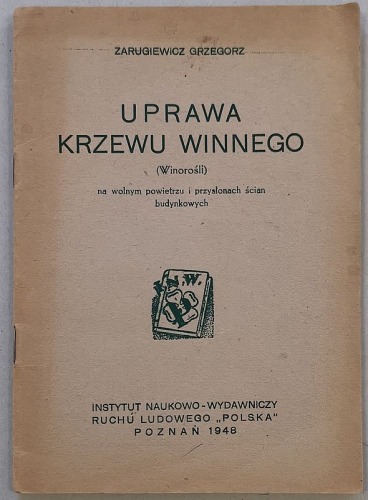 ZARUGIEWICZ GRZEGORZ
UPRAWA
KRZEWU WINNEGO
(Winorośli)
na wolnym powietrzu i przysłonach ścian
budynkowych
INSTYTUT NAUKOWO-WYDAWNICZY
RUCHU LUDOWEGO „POLSKA"
POZNAŃ 1948